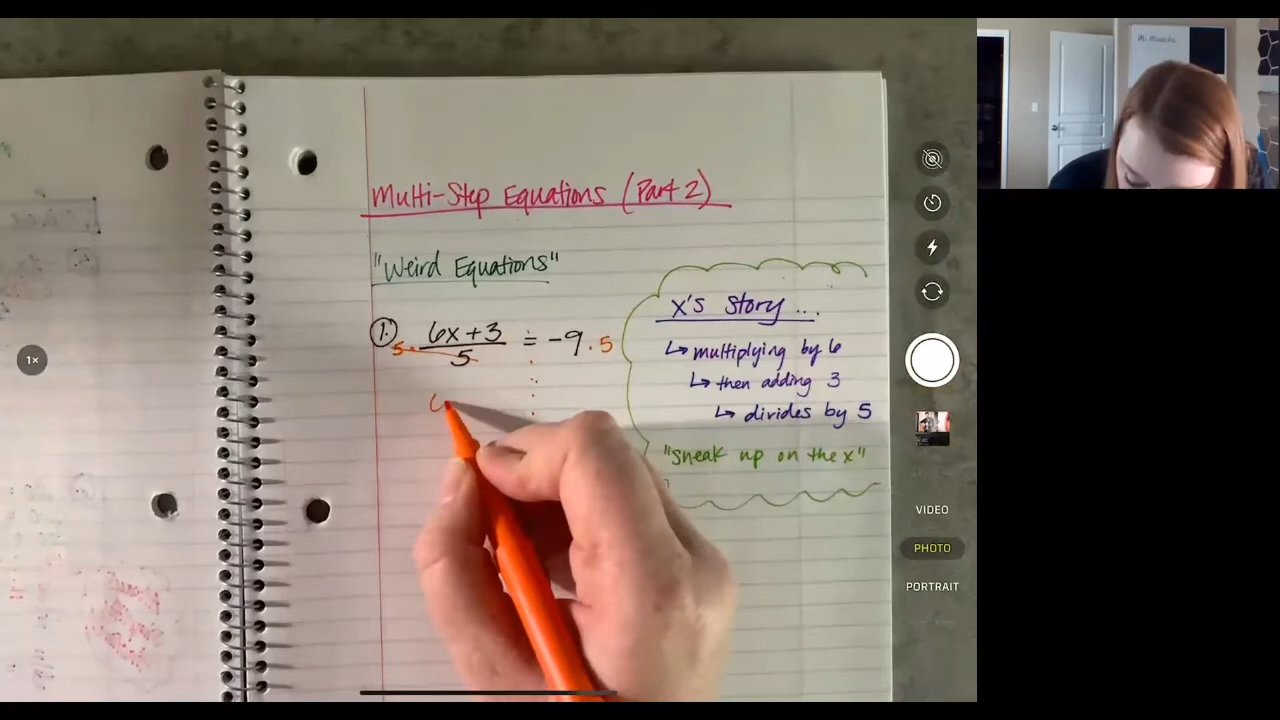 Multi-Step Equations (Part 2)
"Weird Equations"
1. 5 · (6x + 3)/5 = -9 · 5
x's Story...
↳ multiplying by 6
↳ then adding 3
↳ divides by 5
"sneak up on the x"
1×
VIDEO
PHOTO
PORTRAIT